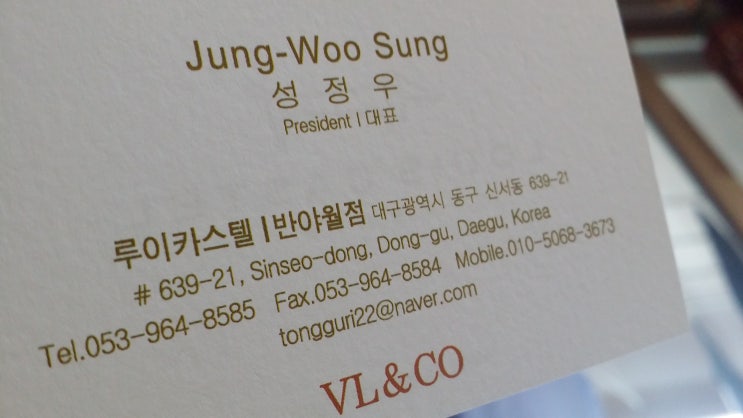 Jung-Woo Sung
성 정 우
President | 대표
루이카스텔 | 반야월점 대구광역시 동구 신서동 639-21
# 639-21, Sinseo-dong, Dong-gu, Daegu, Korea
Tel.053-964-8585 Fax.053-964-8584 Mobile.010-5068-3673
tongguri22@naver.com
VL&CO